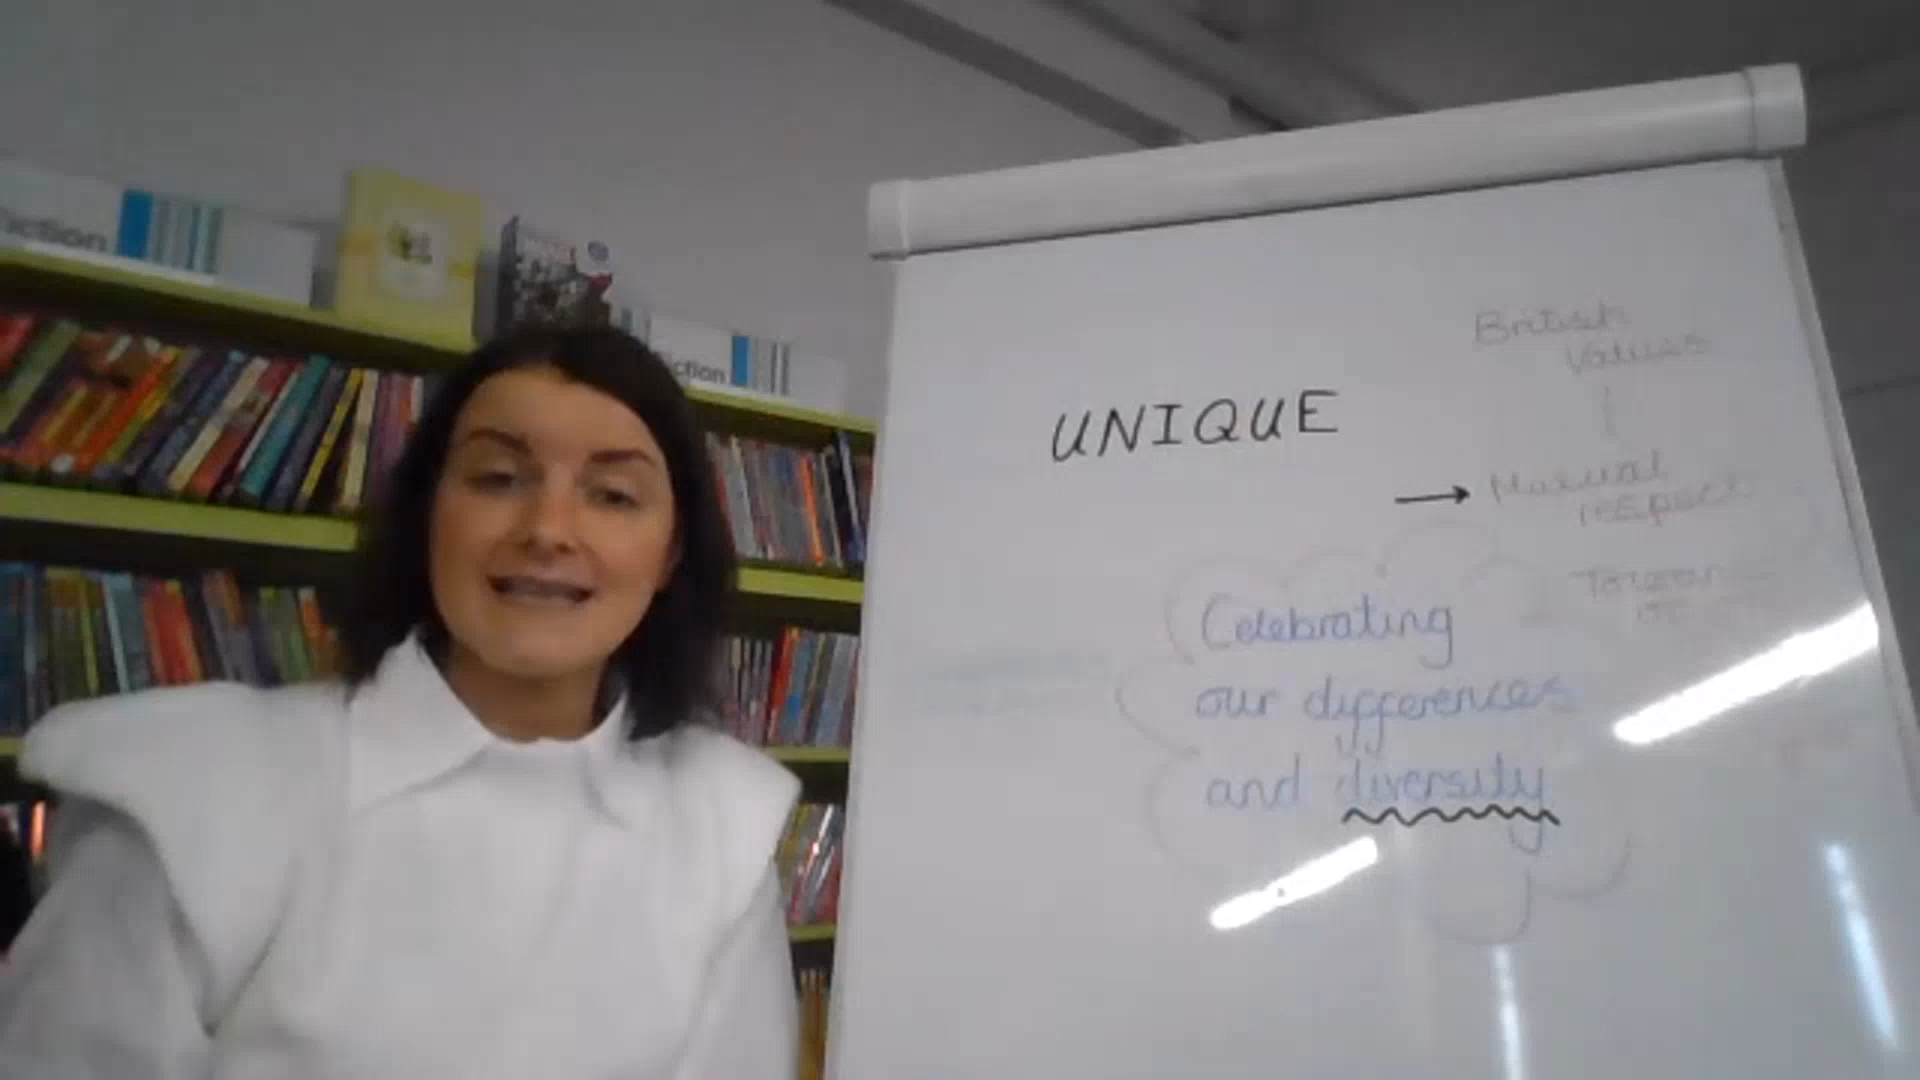 fiction
fiction
UNIQUE
British
Values
Mutual
respect
Celebrating
our differences
and diversity